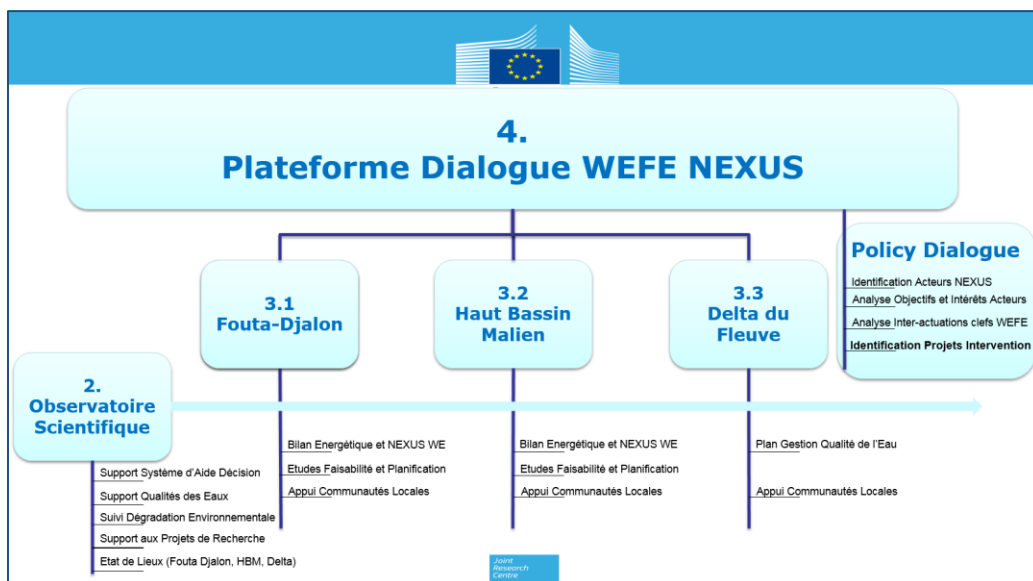 4.
Plateforme Dialogue WEFE NEXUS
Policy Dialogue
Identification Acteurs NEXUS
Analyse Objectifs et Intérêts Acteurs
Analyse Inter-actuations clefs WEFE
Identification Projets Intervention
3.1
Fouta-Djalon
3.2
Haut Bassin
Malien
3.3
Delta du
Fleuve
2.
Observatoire
Scientifique
Bilan Energétique et NEXUS WE
Etudes Faisabilité et Planification
Appui Communautés Locales
Bilan Energétique et NEXUS WE
Etudes Faisabilité et Planification
Appui Communautés Locales
Plan Gestion Qualité de l'Eau
Appui Communautés Locales
Support Système d'Aide Décision
Support Qualités des Eaux
Suivi Dégradation Environnementale
Support aux Projets de Recherche
Etat de Lieux (Fouta Djalon, HBM, Delta)
Joint
Research
Centre